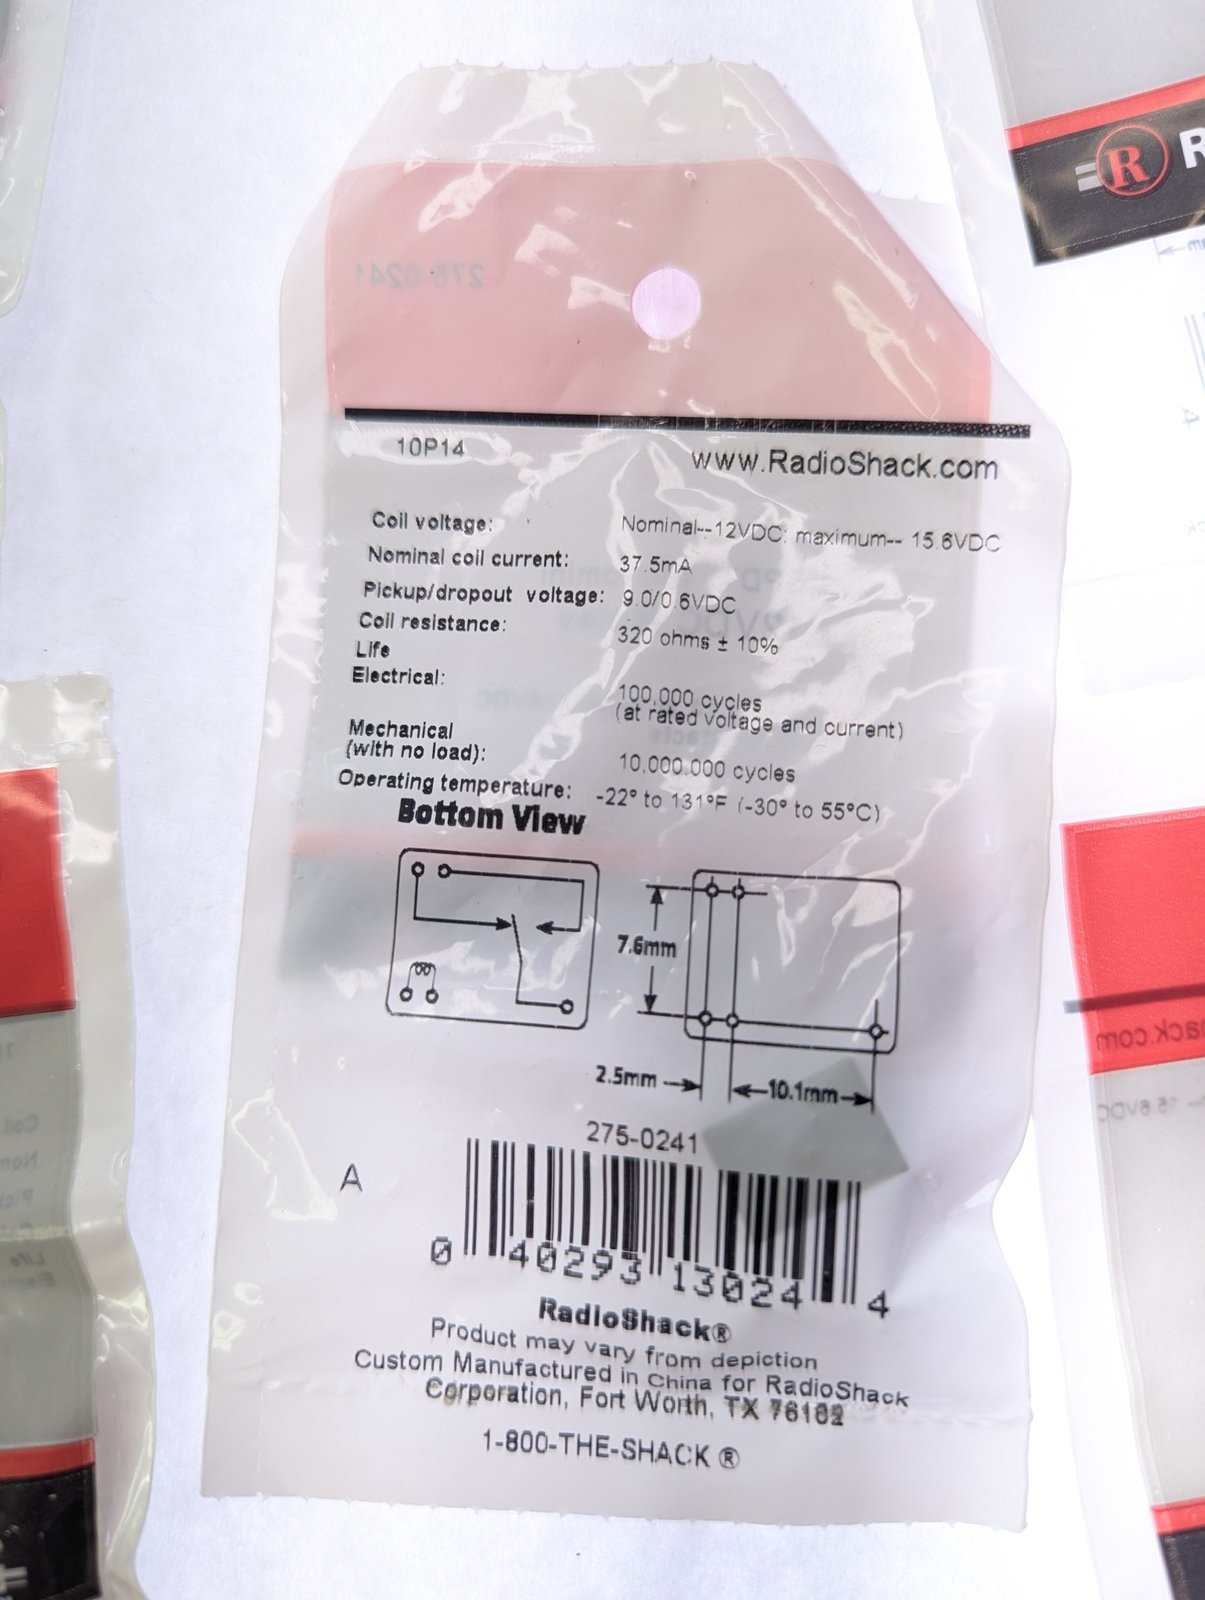 275-0241
10P14
www.RadioShack.com
Coil voltage: Nominal--12VDC; maximum-- 15.6VDC
Nominal coil current: 37.5mA
Pickup/dropout voltage: 9.0/0.6VDC
Coil resistance: 320 ohms ± 10%
Life
Electrical: 100,000 cycles
(at rated voltage and current)
Mechanical
(with no load): 10,000,000 cycles
Operating temperature: -22° to 131°F (-30° to 55°C)
Bottom View
7.6mm
2.5mm
10.1mm
275-0241
A
0 40293 13024 4
RadioShack®
Product may vary from depiction
Custom Manufactured in China for RadioShack
Corporation, Fort Worth, TX 76102
1-800-THE-SHACK ®
R